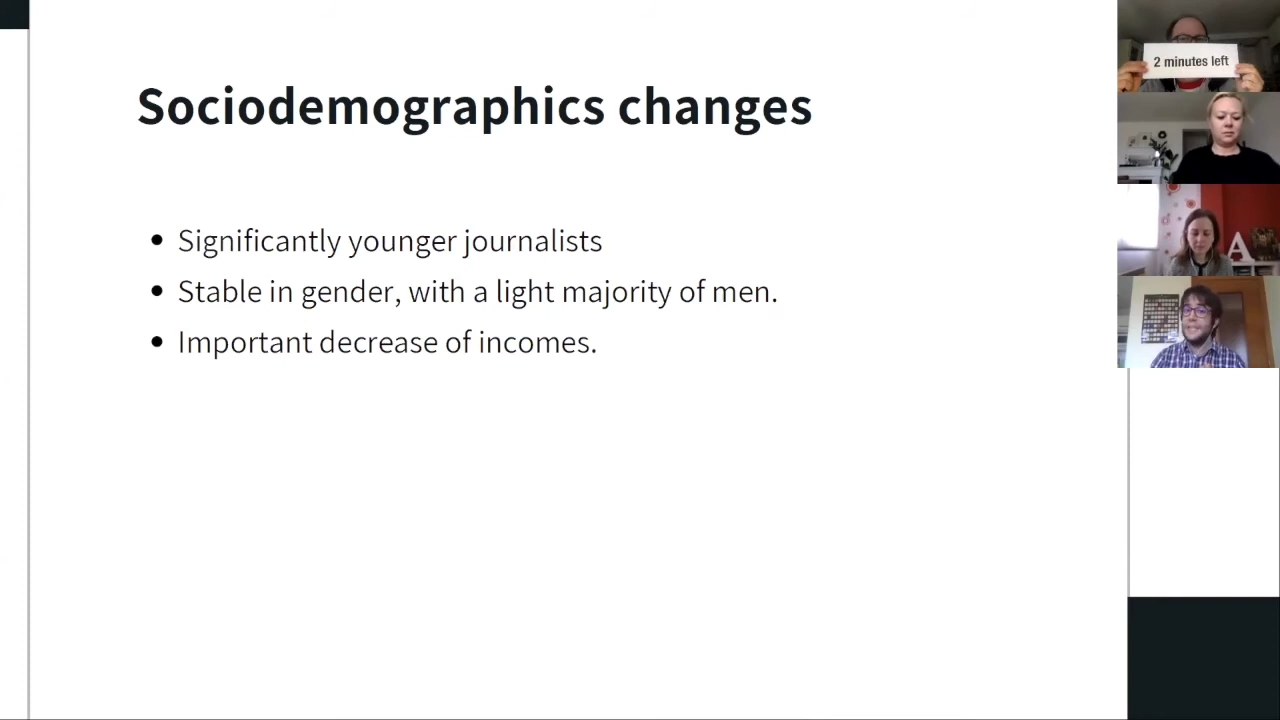 Sociodemographics changes
Significantly younger journalists
Stable in gender, with a light majority of men.
Important decrease of incomes.
2 minutes left
A